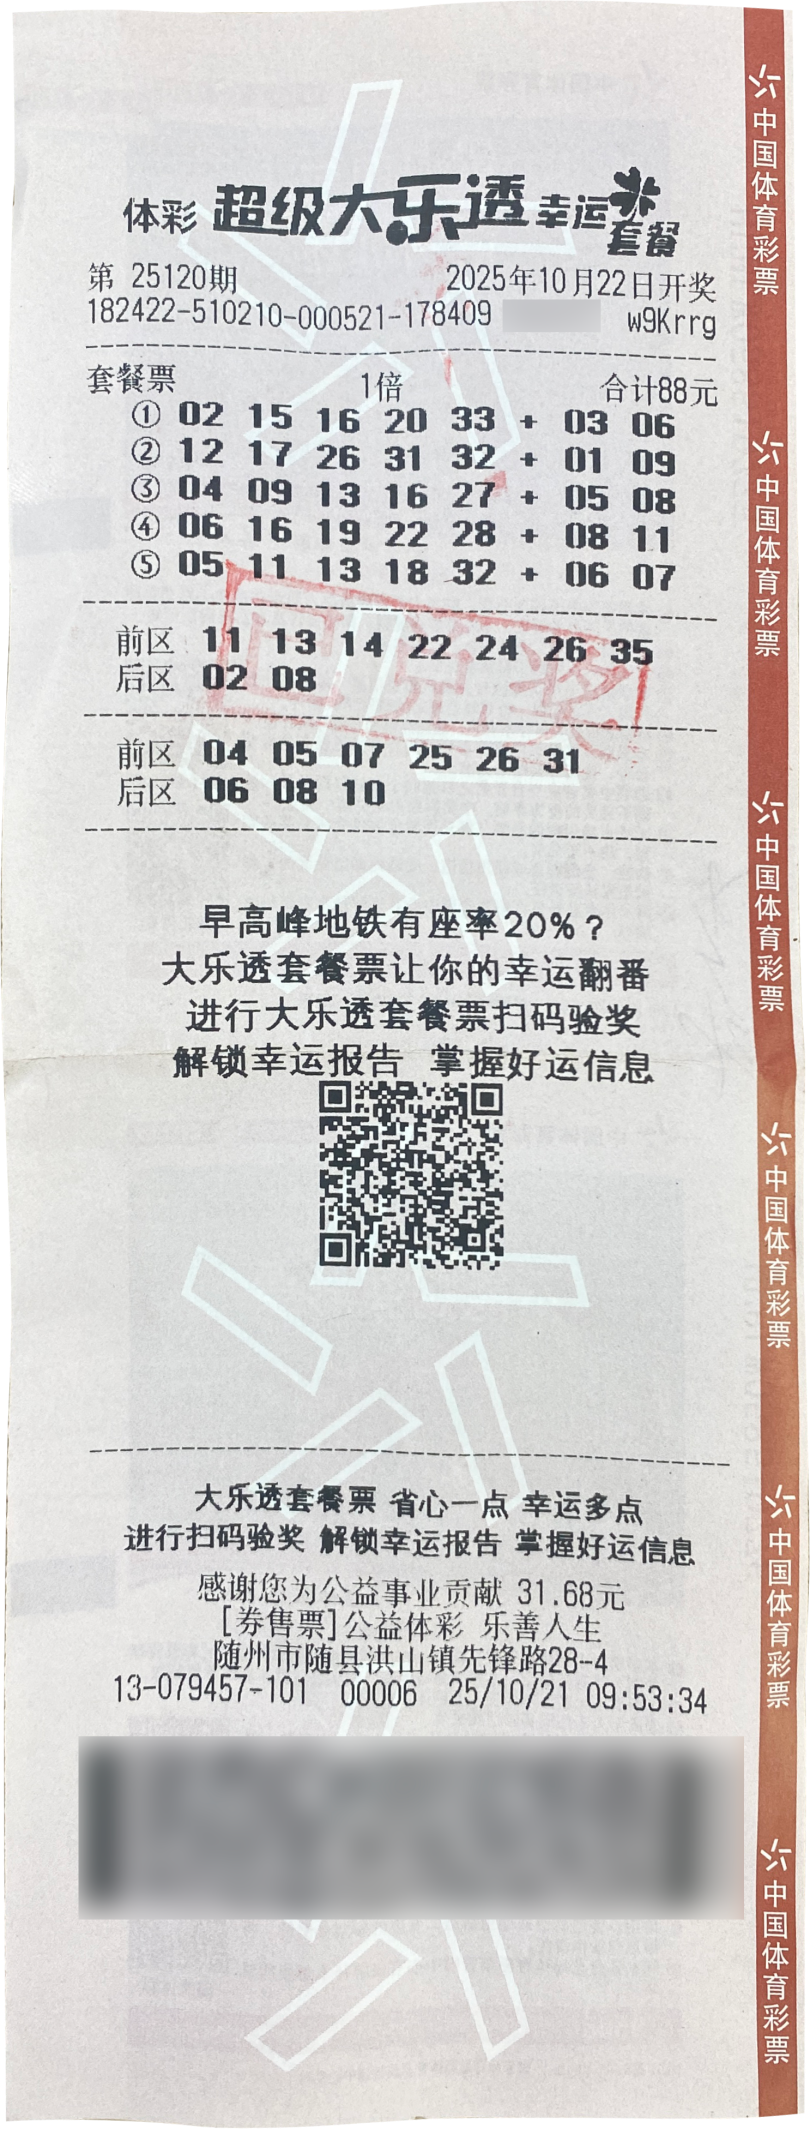 体彩 超级大乐透 幸运套餐
第 25120期 2025年10月22日开奖
182422-510210-000521-178409 w9Krrg
套餐票 1倍 合计88元
① 02 15 16 20 33 + 03 06
② 12 17 26 31 32 + 01 09
③ 04 09 13 16 27 + 05 08
④ 06 16 19 22 28 + 08 11
⑤ 05 11 13 18 32 + 06 07
前区 11 13 14 22 24 26 35
后区 02 08
已兑奖
前区 04 05 07 25 26 31
后区 06 08 10
早高峰地铁有座率20%？
大乐透套餐票让你的幸运翻番
进行大乐透套餐票扫码验奖
解锁幸运报告 掌握好运信息
大乐透套餐票 省心一点 幸运多点
进行扫码验奖 解锁幸运报告 掌握好运信息
感谢您为公益事业贡献 31.68元
[券售票]公益体彩 乐善人生
随州市随县洪山镇先锋路28-4
13-079457-101 00006 25/10/21 09:53:34
中国体育彩票
中国体育彩票
中国体育彩票
中国体育彩票
中国体育彩票
中国体育彩票